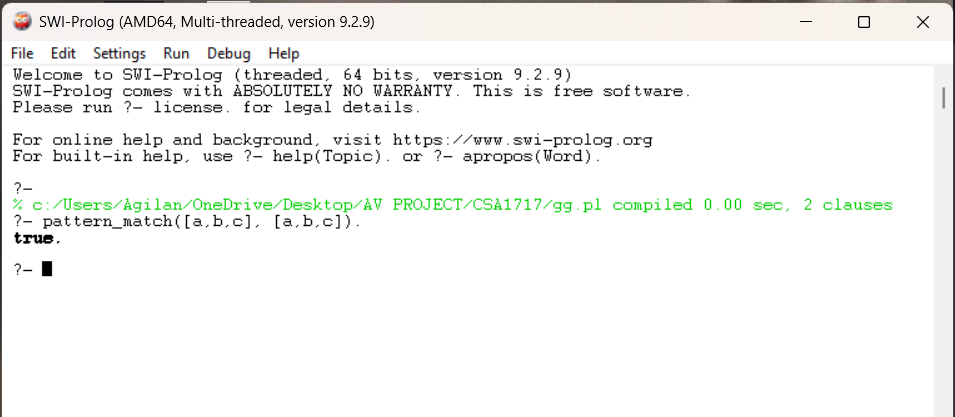 SWI-Prolog (AMD64, Multi-threaded, version 9.2.9)
File Edit Settings Run Debug Help
Welcome to SWI-Prolog (threaded, 64 bits, version 9.2.9)
SWI-Prolog comes with ABSOLUTELY NO WARRANTY. This is free software.
Please run ?- license. for legal details.
For online help and background, visit https://www.swi-prolog.org
For built-in help, use ?- help(Topic). or ?- apropos(Word).
?-
% c:/Users/Agilan/OneDrive/Desktop/AV PROJECT/CSA1717/gg.pl compiled 0.00 sec, 2 clauses
?- pattern_match([a,b,c], [a,b,c]).
true.
?-